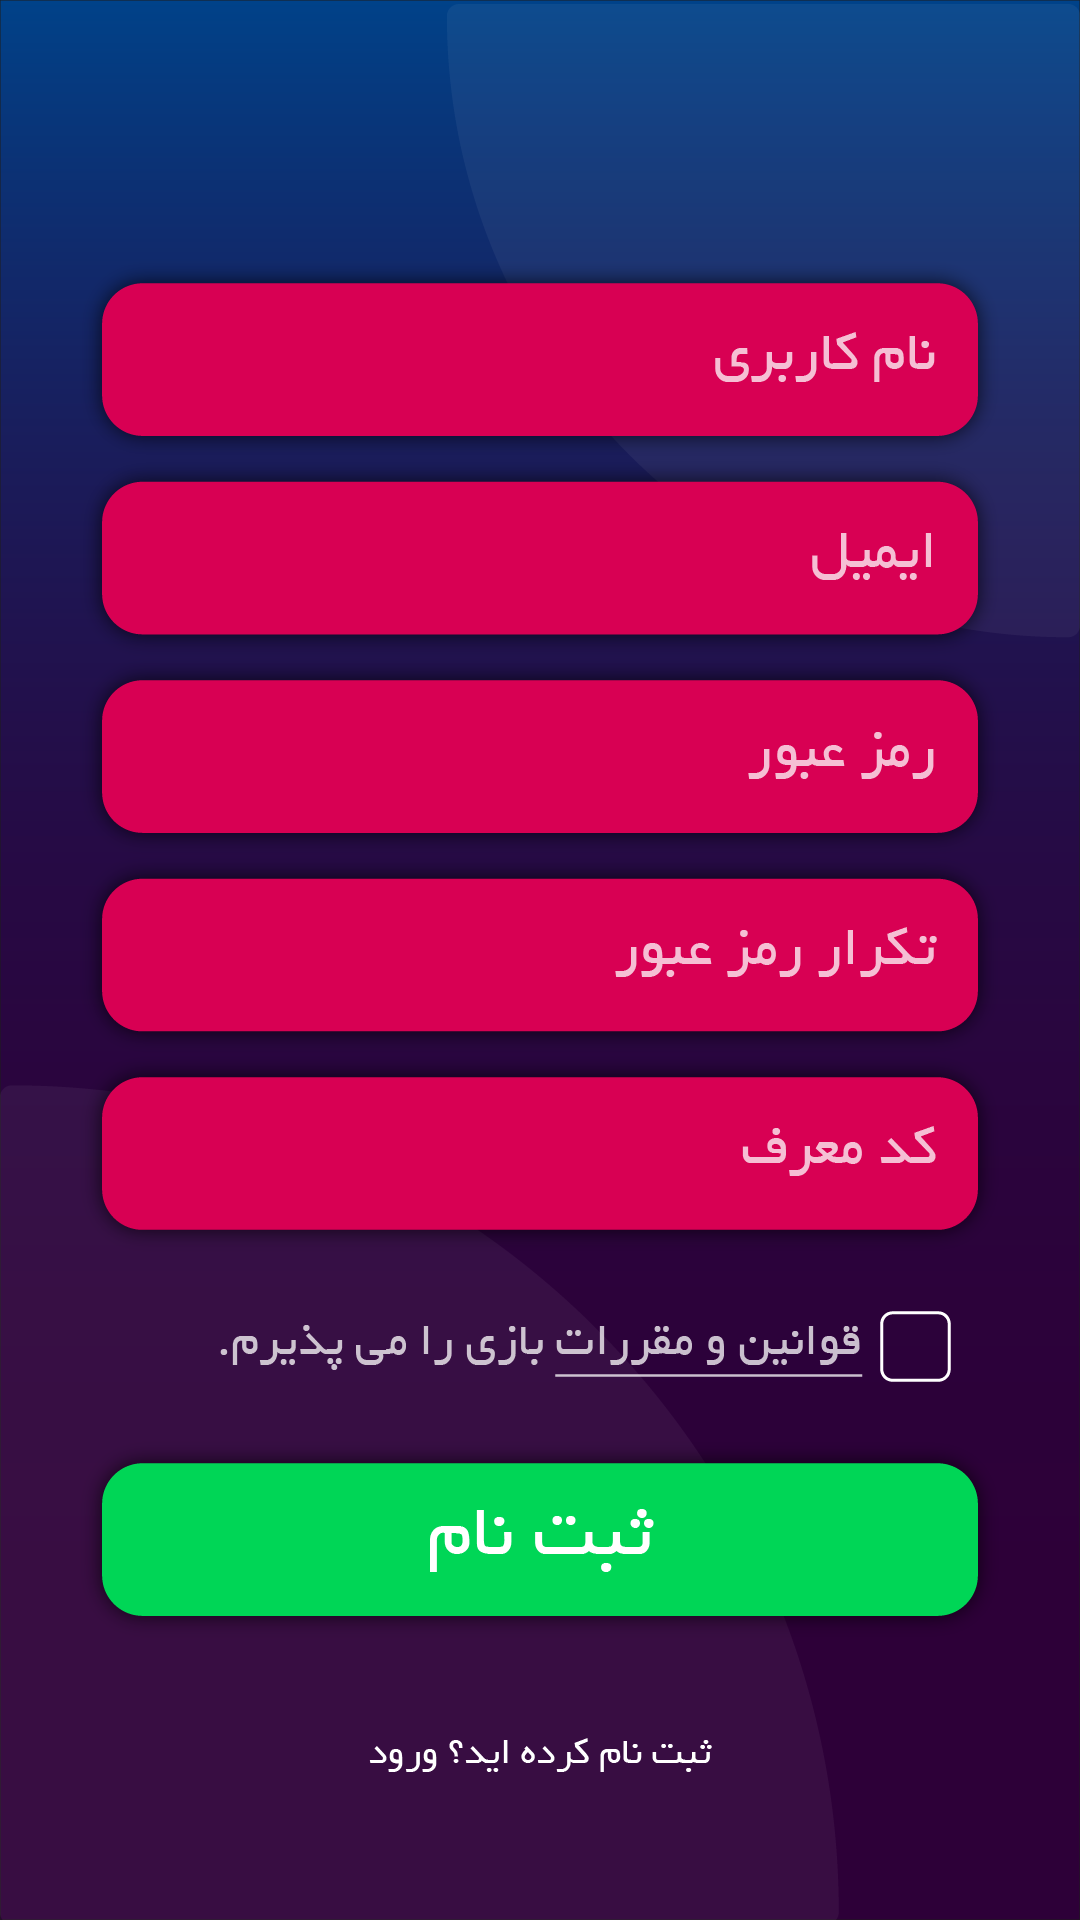 نام کاربری
ایمیل
رمز عبور
تکرار رمز عبور
کد معرف
قوانین و مقررات بازی را می پذیرم.
ثبت نام
ثبت نام کرده اید؟ ورود